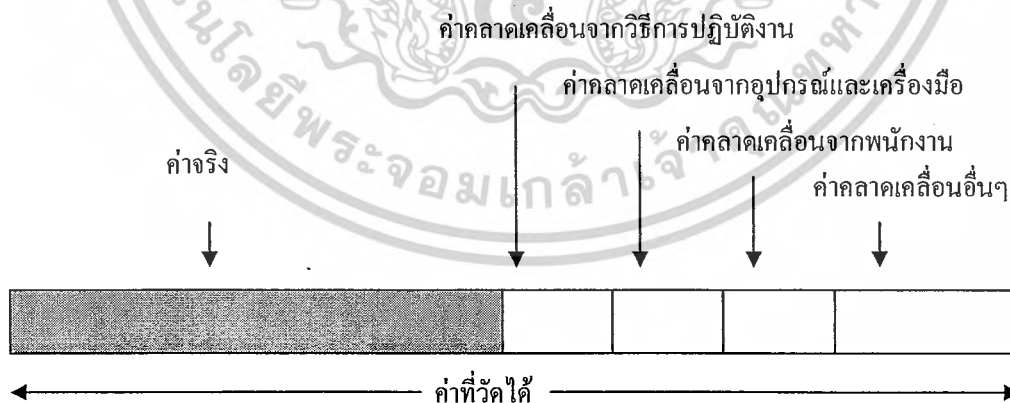 ค่าคลาดเคลื่อนจากวิธีการปฏิบัติงาน
ค่าคลาดเคลื่อนจากอุปกรณ์และเครื่องมือ
ค่าคลาดเคลื่อนจากพนักงาน
ค่าจริง
ค่าคลาดเคลื่อนอื่นๆ
ค่าที่วัดได้